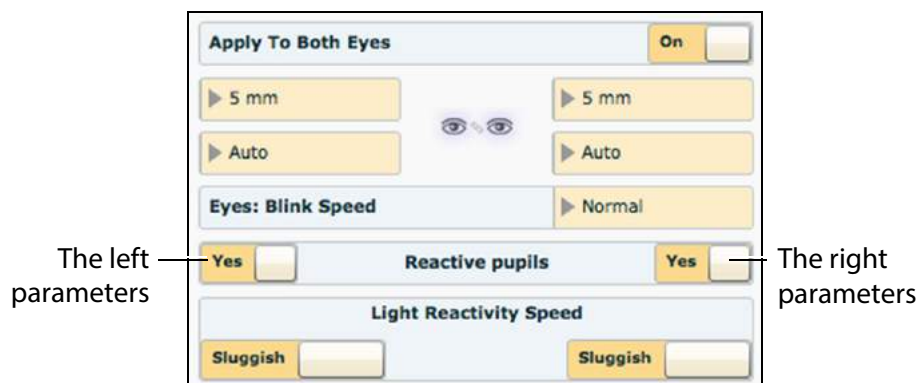 Apply To Both Eyes On
5 mm 5 mm
Auto Auto
Eyes: Blink Speed Normal
The left
parameters
Yes Reactive pupils Yes
The right
parameters
Light Reactivity Speed
Sluggish Sluggish